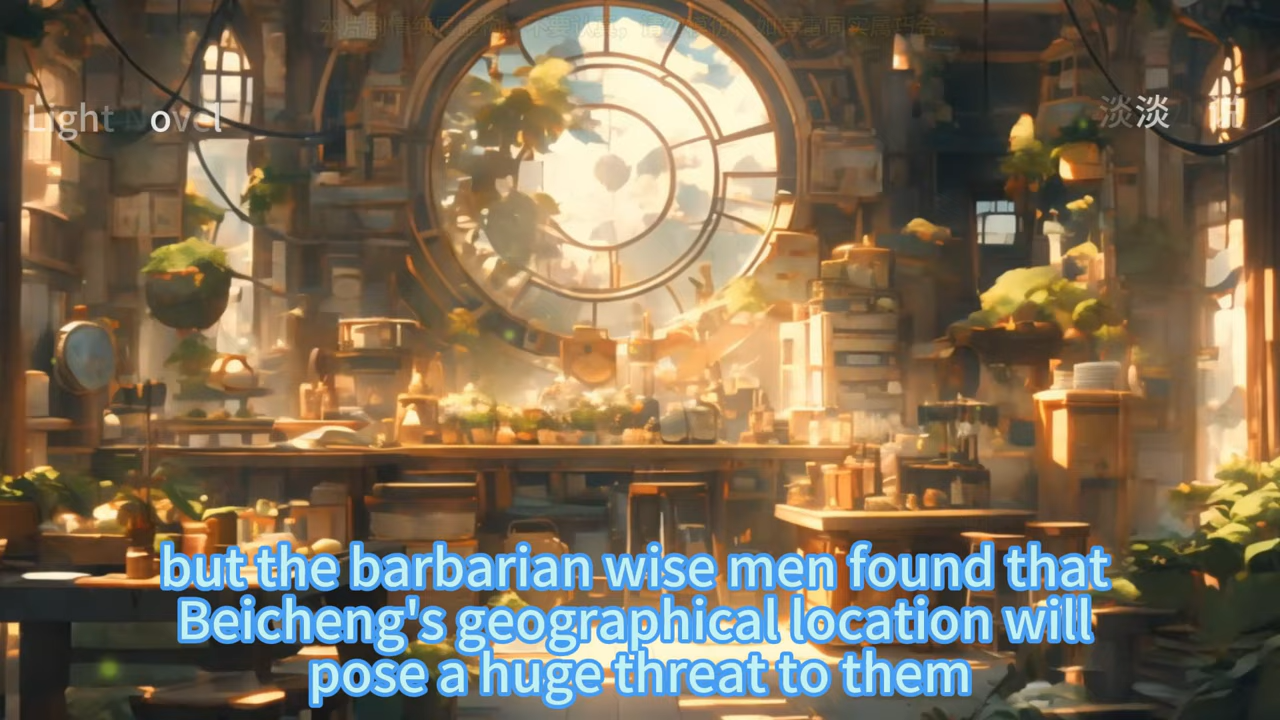 Light Novel
淡淡
but the barbarian wise men found that
Beicheng's geographical location will
pose a huge threat to them